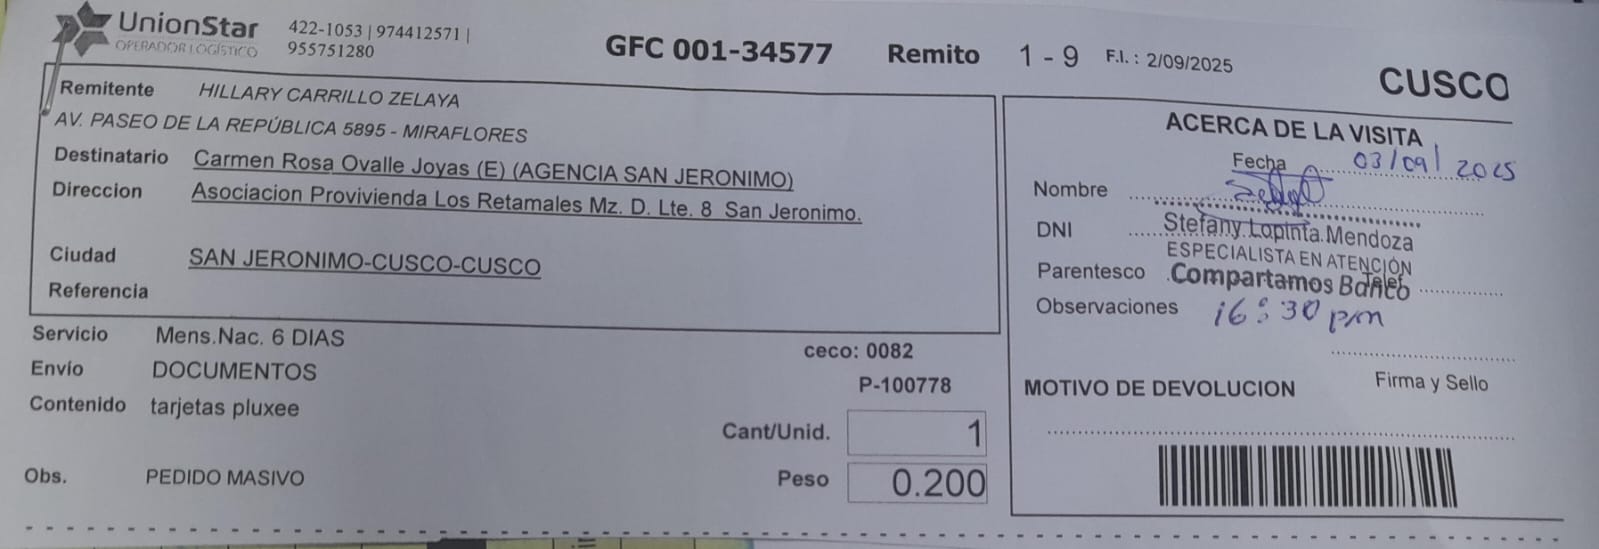 UnionStar
OPERADOR LOGÍSTICO
422-1053 | 974412571 |
955751280
GFC 001-34577 Remito 1 - 9 F.I. : 2/09/2025
CUSCO
Remitente HILLARY CARRILLO ZELAYA
AV. PASEO DE LA REPÚBLICA 5895 - MIRAFLORES
Destinatario Carmen Rosa Ovalle Joyas (E) (AGENCIA SAN JERONIMO)
Direccion Asociacion Provivienda Los Retamales Mz. D. Lte. 8 San Jeronimo.
Ciudad SAN JERONIMO-CUSCO-CUSCO
Referencia
Servicio Mens.Nac. 6 DIAS
Envío DOCUMENTOS
Contenido tarjetas pluxee
Obs. PEDIDO MASIVO
ceco: 0082
P-100778
Cant/Unid. 1
Peso 0.200
ACERCA DE LA VISITA
Fecha 03/09/2025
Nombre
DNI
Stefany Lopinta Mendoza
ESPECIALISTA EN ATENCIÓN
Parentesco Compartamos Banco
Telef.
Observaciones 16:30 pm
Firma y Sello
MOTIVO DE DEVOLUCION